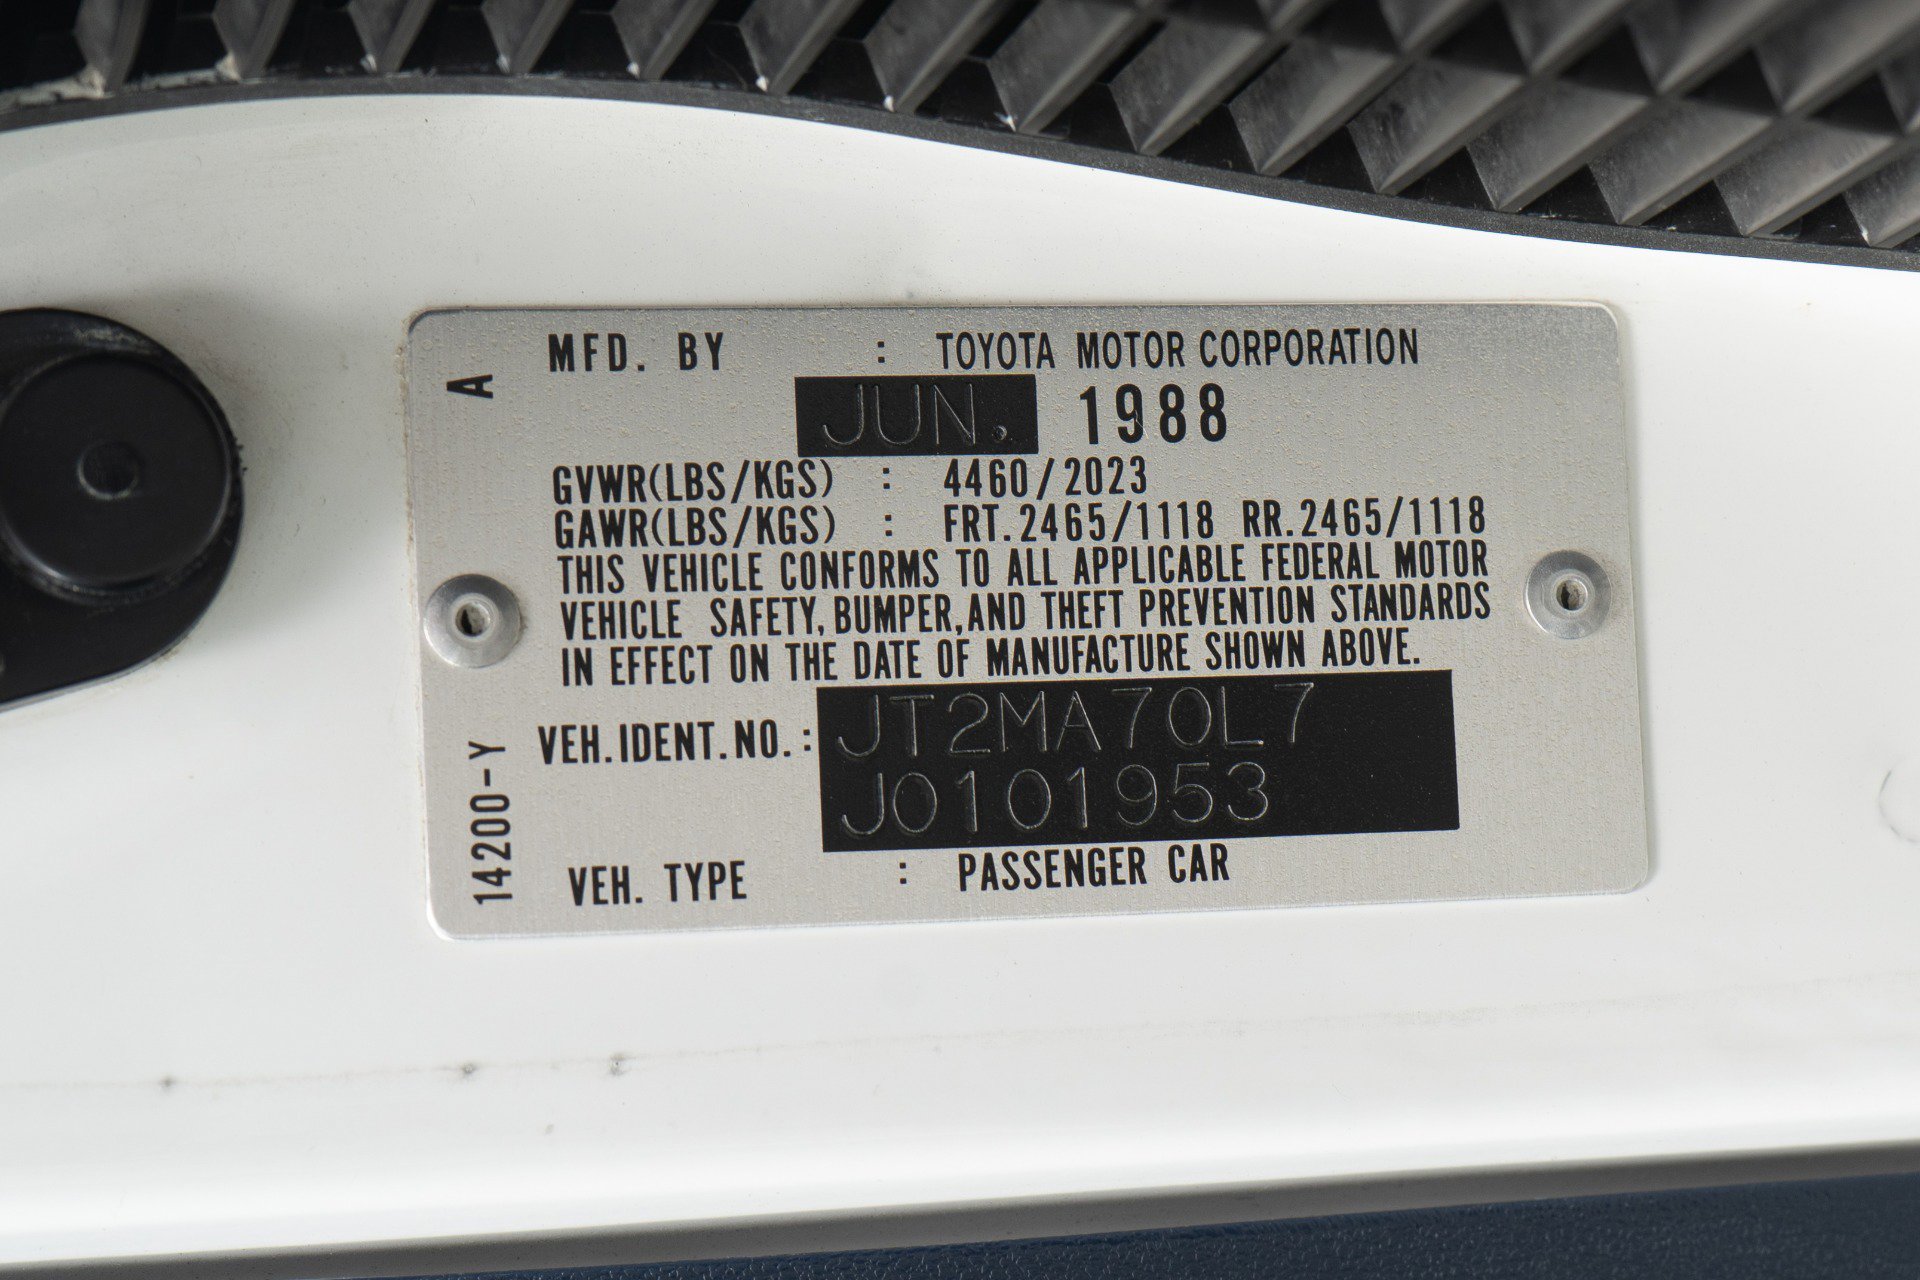 A
MFD. BY : TOYOTA MOTOR CORPORATION
JUN. 1988
GVWR(LBS/KGS) : 4460/2023
GAWR(LBS/KGS) : FRT.2465/1118 RR.2465/1118
THIS VEHICLE CONFORMS TO ALL APPLICABLE FEDERAL MOTOR
VEHICLE SAFETY, BUMPER, AND THEFT PREVENTION STANDARDS
IN EFFECT ON THE DATE OF MANUFACTURE SHOWN ABOVE.
VEH. IDENT. NO. : JT2MA70L7
J0101953
VEH. TYPE : PASSENGER CAR
14200-Y